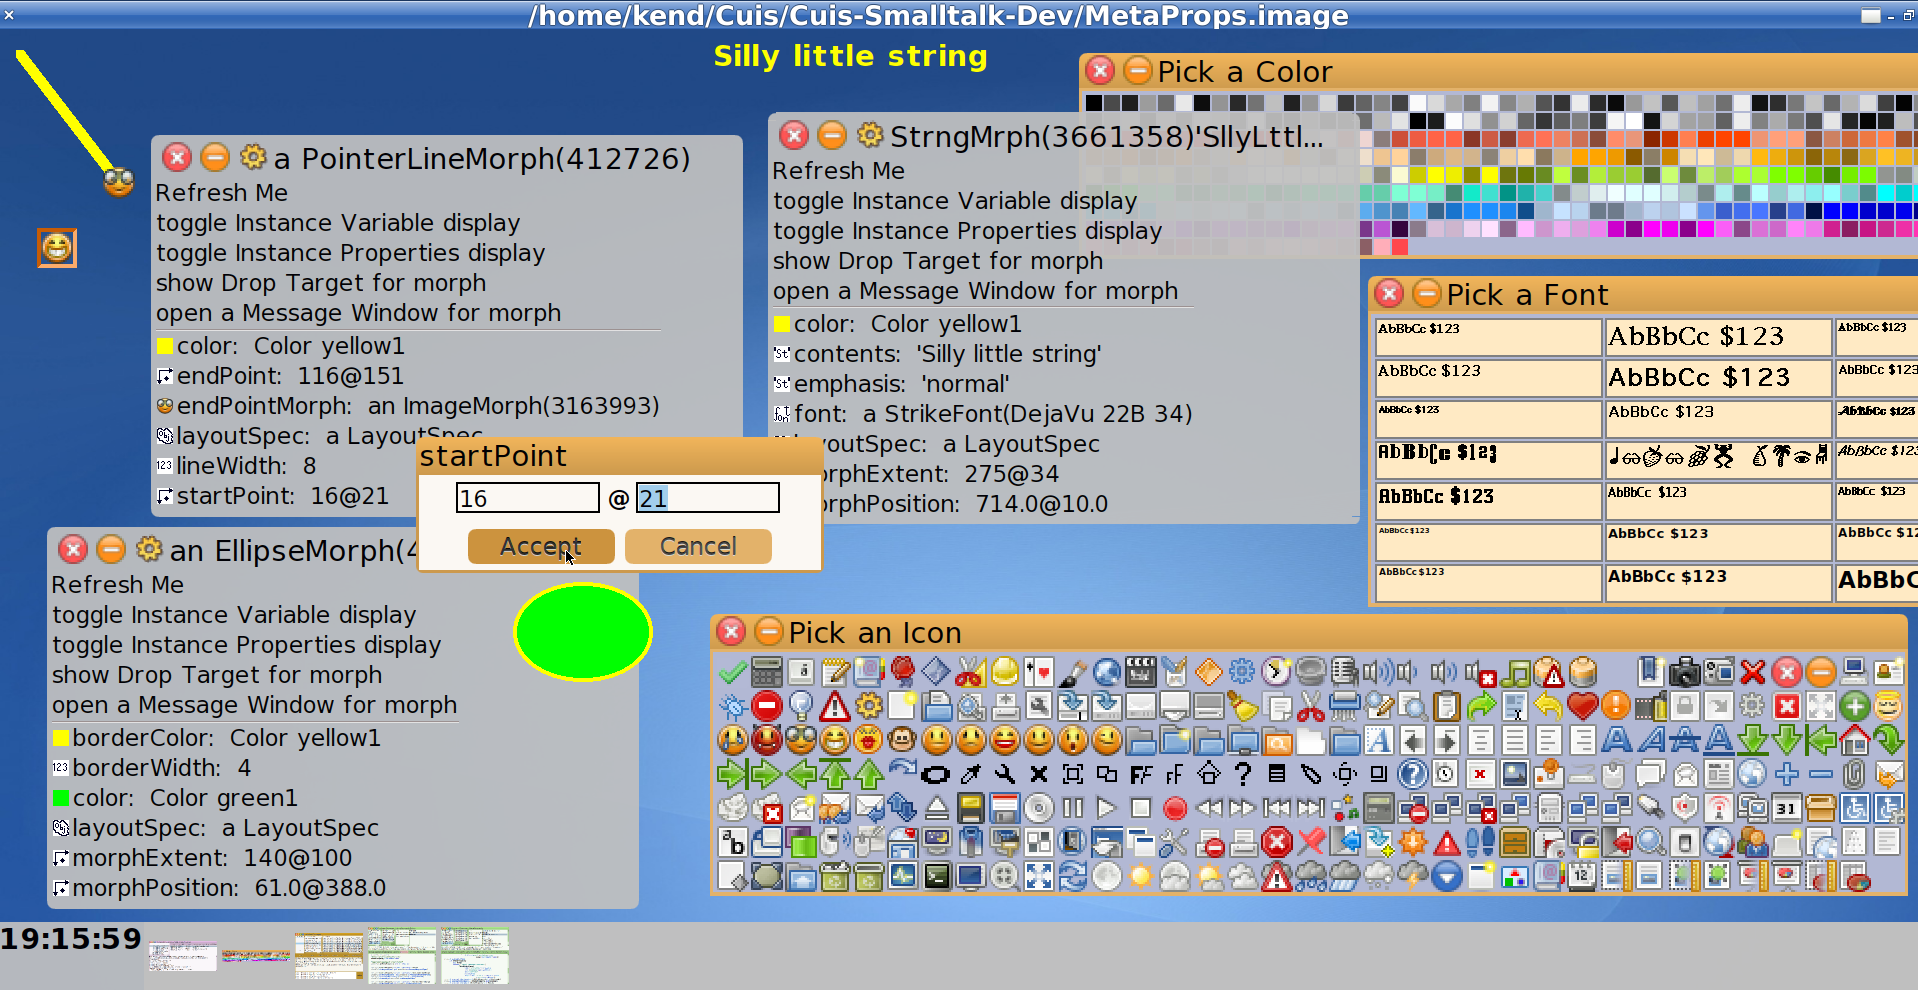 /home/kend/Cuis/Cuis-Smalltalk-Dev/MetaProps.image
Silly little string
Pick a Color
a PointerLineMorph(412726)
Refresh Me
toggle Instance Variable display
toggle Instance Properties display
show Drop Target for morph
open a Message Window for morph
color: Color yellow1
endPoint: 116@151
endPointMorph: an ImageMorph(3163993)
layoutSpec: a LayoutSpec
lineWidth: 8
startPoint: 16@21
StrngMrph(3661358)'SllyLttl...
Refresh Me
toggle Instance Variable display
toggle Instance Properties display
show Drop Target for morph
open a Message Window for morph
color: Color yellow1
contents: 'Silly little string'
emphasis: 'normal'
font: a StrikeFont(DejaVu 22B 34)
youtSpec: a LayoutSpec
orphExtent: 275@34
orphPosition: 714.0@10.0
startPoint
16 @ 21
Accept Cancel
an EllipseMorph(4
Refresh Me
toggle Instance Variable display
toggle Instance Properties display
show Drop Target for morph
open a Message Window for morph
borderColor: Color yellow1
borderWidth: 4
color: Color green1
layoutSpec: a LayoutSpec
morphExtent: 140@100
morphPosition: 61.0@388.0
Pick a Font
AbBbCc $123 AbBbCc $123 AbBbCc $123
AbBbCc $123 AbBbCc $123 AbBbCc $123
AbBbCc $123 AbBbCc $123 AbBbCc $123
AbBbCc $123 AbBbCc $123
AbBbCc $123 AbBbCc $123 AbBbCc $123
AbBbCc $123 AbBbCc $123 AbBbCc $12
AbBbCc $123 AbBbCc $123 AbBbC
Pick an Icon
19:15:59